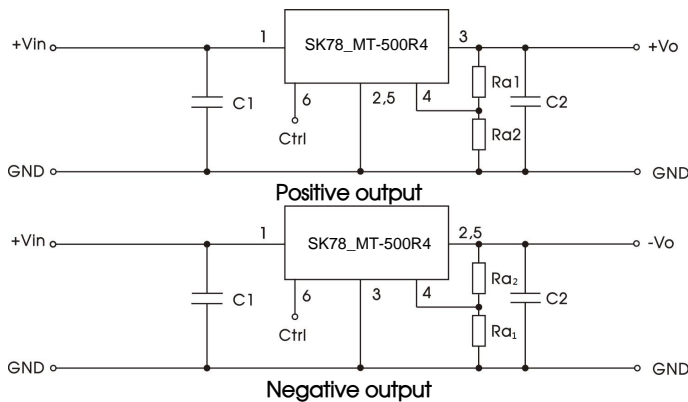 +Vin 1 SK78_MT-500R4 3 +Vo
Ra1
C1 6 2,5 4 C2
Ctrl Ra2
GND GND
Positive output
+Vin 1 SK78_MT-500R4 2,5 -Vo
Ra₂
C1 6 3 4 C2
Ctrl Ra₁
GND GND
Negative output